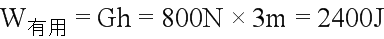 W有用 = Gh = 800N × 3m = 2400J